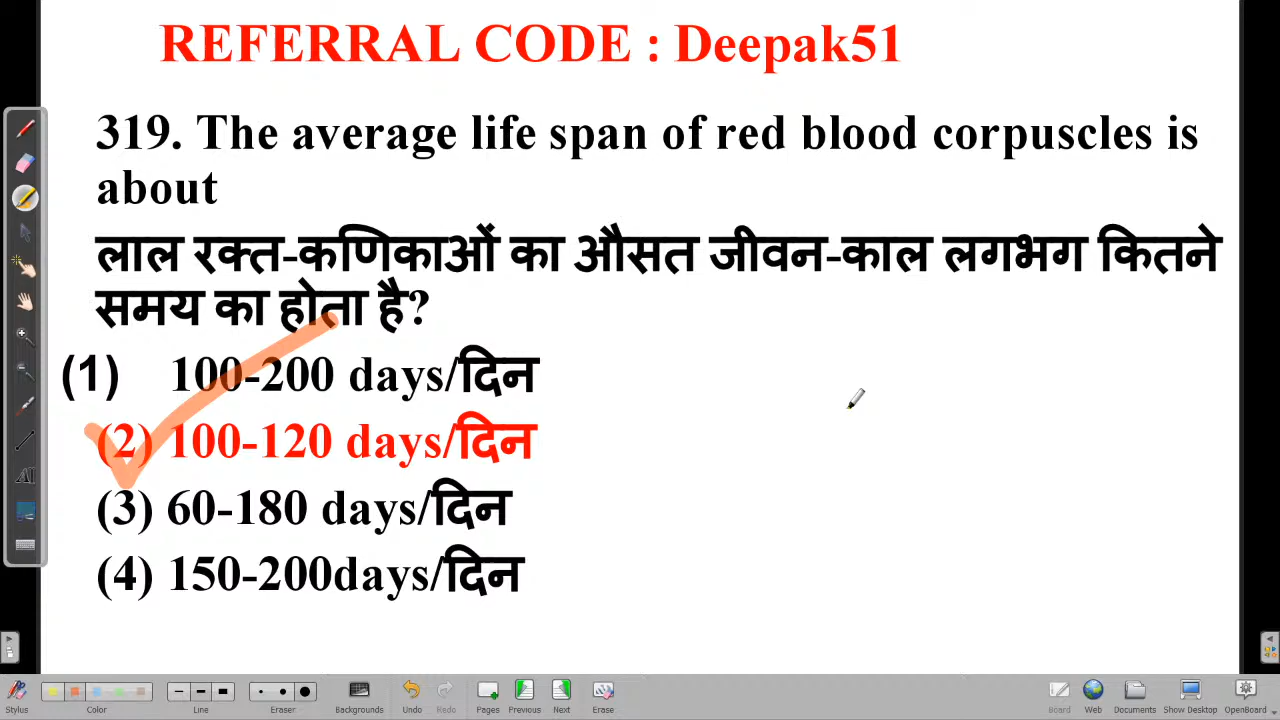 REFERRAL CODE : Deepak51
319. The average life span of red blood corpuscles is
about
लाल रक्त-कणिकाओं का औसत जीवन-काल लगभग कितने
समय का होता है?
(1) 100-200 days/दिन
(2) 100-120 days/दिन
(3) 60-180 days/दिन
(4) 150-200days/दिन
AI
Stylus Color Line Eraser Backgrounds Undo Redo Pages Previous Next Erase Board Web Documents Show Desktop OpenBoard